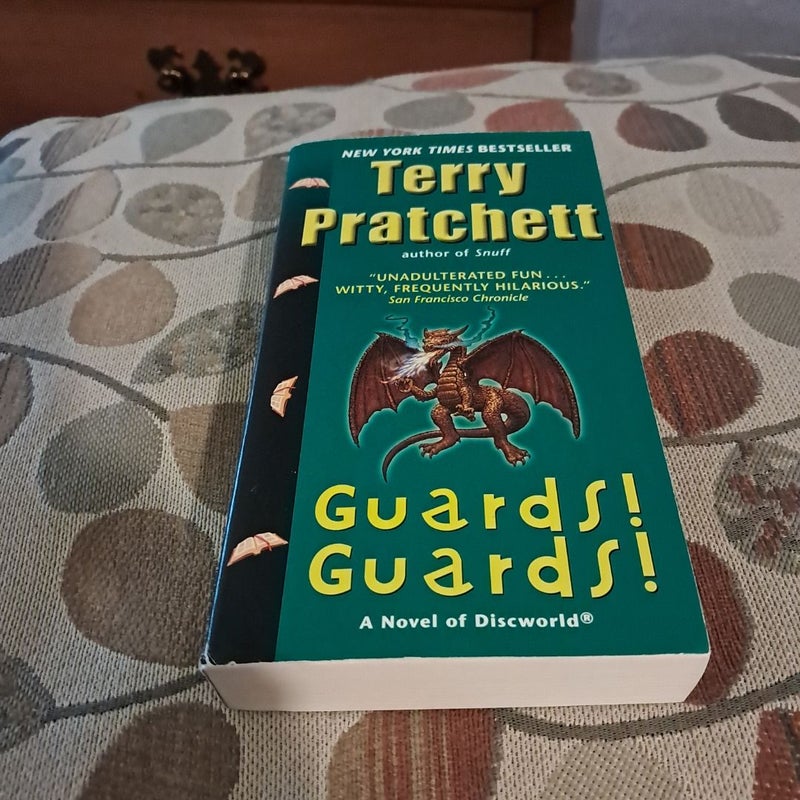 NEW YORK TIMES BESTSELLER
Terry
Pratchett
author of Snuff
"UNADULTERATED FUN . . .
WITTY, FREQUENTLY HILARIOUS."
San Francisco Chronicle
Guards!
Guards!
A Novel of Discworld®